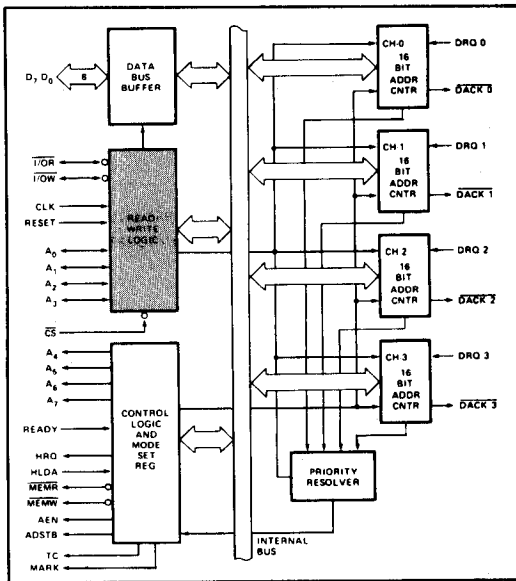 D7 D0
8
DATA
BUS
BUFFER
I/OR
I/OW
CLK
RESET
A0
A1
A2
A3
READ/
WRITE
LOGIC
CS
A4
A5
A6
A7
READY
HRQ
HLDA
MEMR
MEMW
AEN
ADSTB
TC
MARK
CONTROL
LOGIC
AND
MODE
SET
REG
CH-0
16
BIT
ADDR
CNTR
DRQ 0
DACK 0
CH-1
16
BIT
ADDR
CNTR
DRQ 1
DACK 1
CH 2
16
BIT
ADDR
CNTR
DRQ 2
DACK 2
CH 3
16
BIT
ADDR
CNTR
DRQ 3
DACK 3
PRIORITY
RESOLVER
INTERNAL
BUS